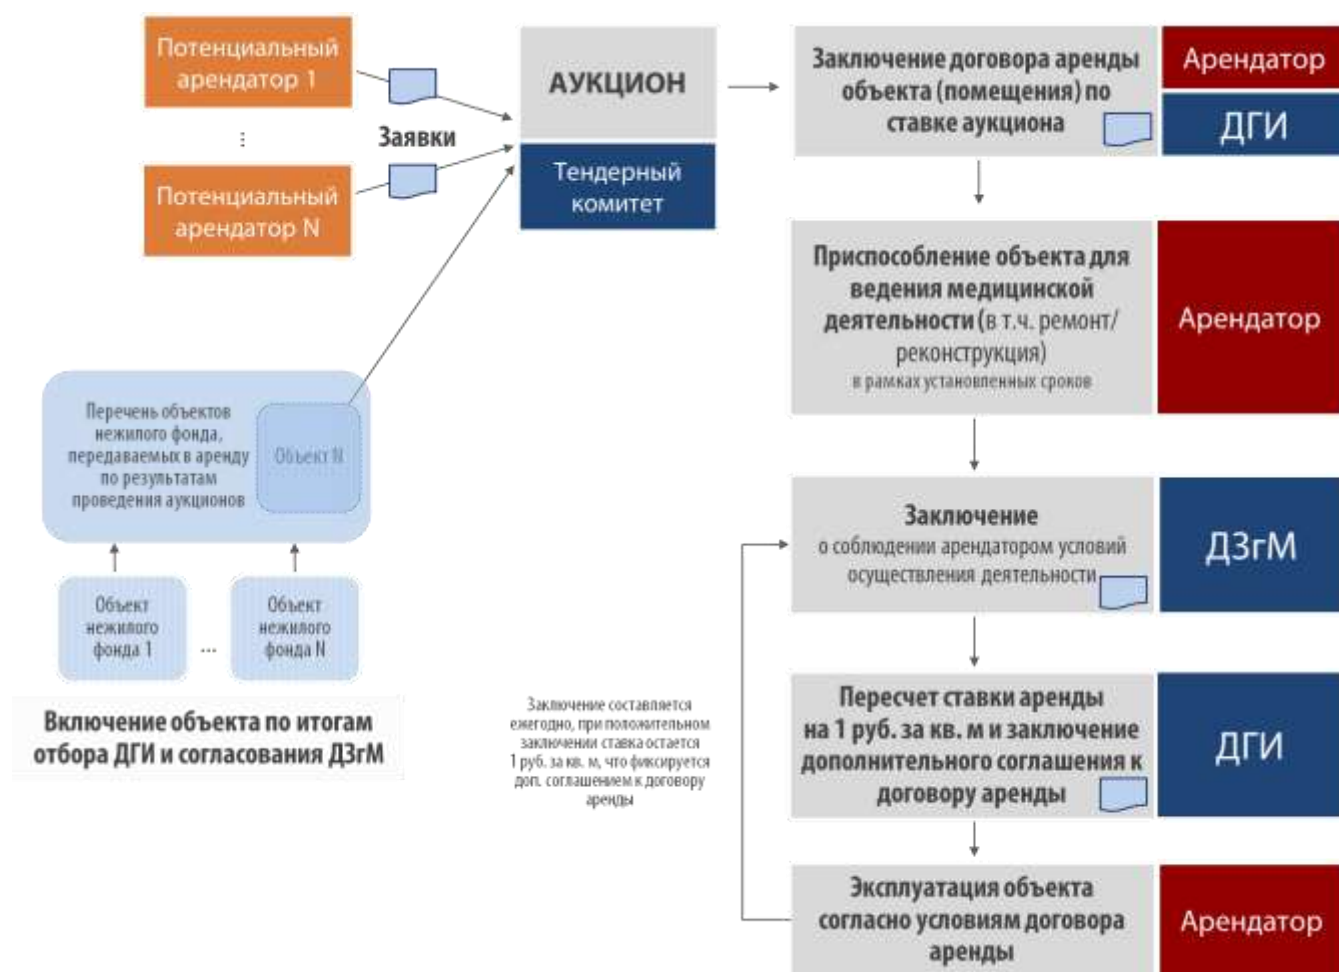 Потенциальный
арендатор 1
⋮
Потенциальный
арендатор N
Заявки
АУКЦИОН
Тендерный
комитет
Заключение договора аренды
объекта (помещения) по
ставке аукциона
Арендатор
ДГИ
Приспособление объекта для
ведения медицинской
деятельности (в т.ч. ремонт/
реконструкция)
в рамках установленных сроков
Арендатор
Перечень объектов
нежилого фонда,
передаваемых в аренду
по результатам
проведения аукционов
Объект N
Объект
нежилого
фонда 1
...
Объект
нежилого
фонда N
Включение объекта по итогам
отбора ДГИ и согласования ДЗгМ
Заключение
о соблюдении арендатором условий
осуществления деятельности
ДЗгМ
Заключение составляется
ежегодно, при положительном
заключении ставка остается
1 руб. за кв. м, что фиксируется
доп. соглашением к договору
аренды
Пересчет ставки аренды
на 1 руб. за кв. м и заключение
дополнительного соглашения к
договору аренды
ДГИ
Эксплуатация объекта
согласно условиям договора
аренды
Арендатор